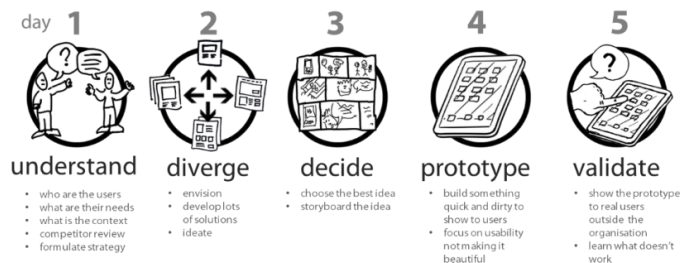 day 1 2 3 4 5
? ?
understand diverge decide prototype validate
• who are the users
• what are their needs
• what is the context
• competitor review
• formulate strategy
• envision
• develop lots
of solutions
• ideate
• choose the best idea
• storyboard the idea
• build something
quick and dirty to
show to users
• focus on usability
not making it
beautiful
• show the prototype
to real users
outside the
organisation
• learn what doesn't
work